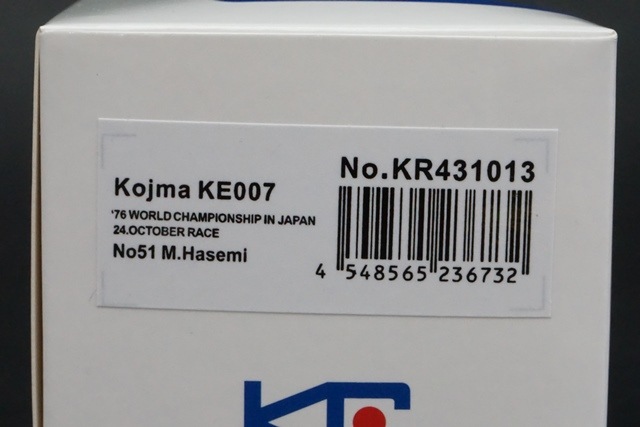 No.KR431013
Kojma KE007
'76 WORLD CHAMPIONSHIP IN JAPAN
24.OCTOBER RACE
No51 M.Hasemi
4 548565 236732